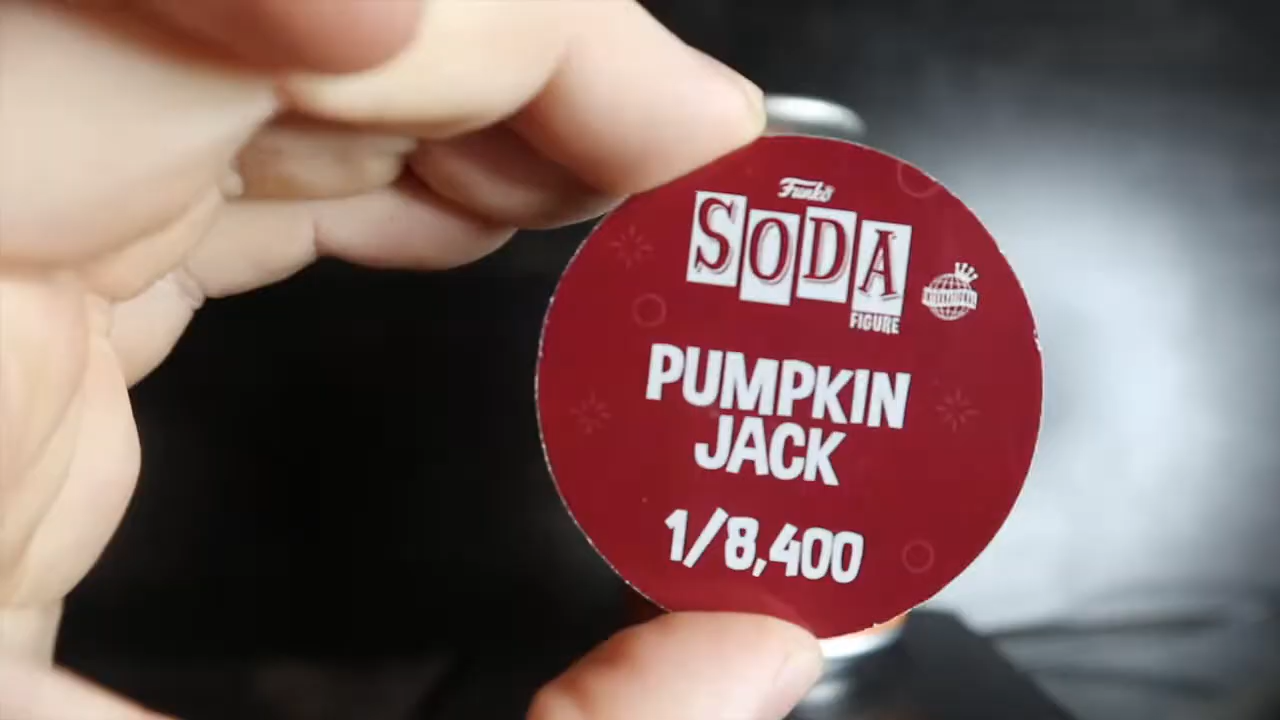 Funko
SODA
FIGURE
INTERNATIONAL
PUMPKIN
JACK
1/8,400